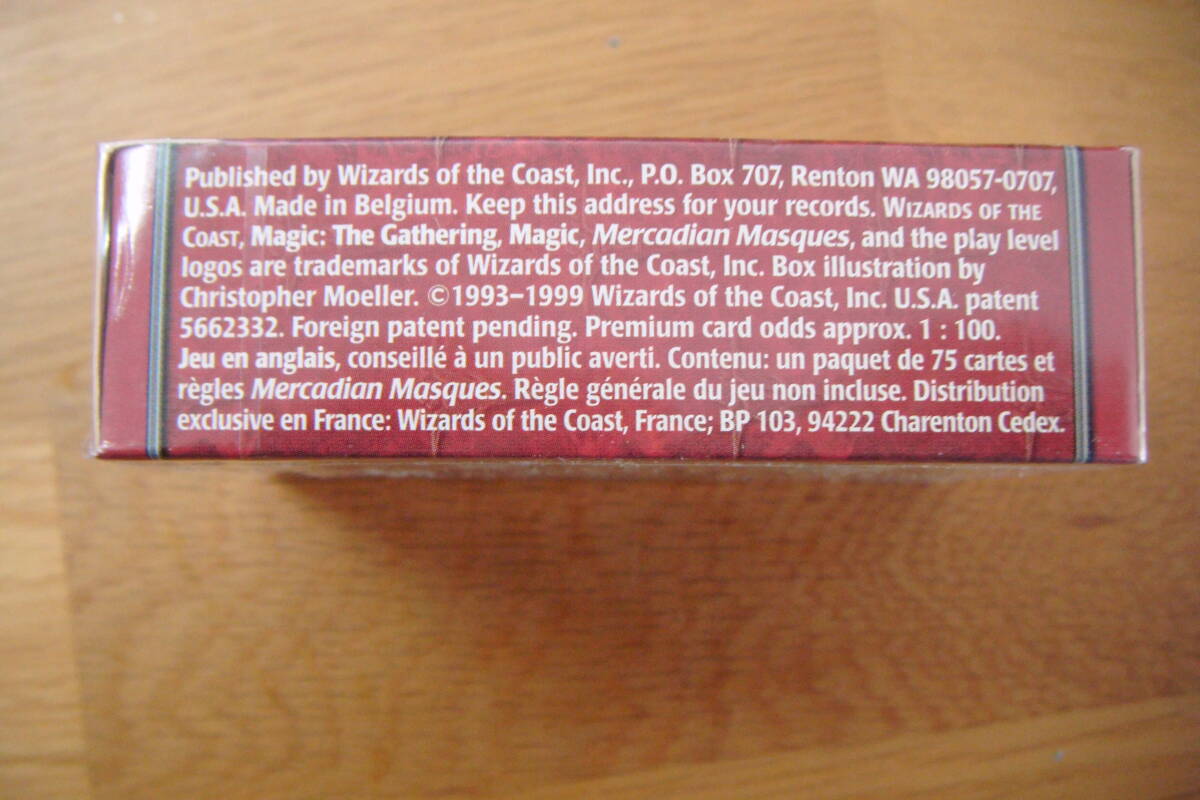 Published by Wizards of the Coast, Inc., P.O. Box 707, Renton WA 98057-0707,
U.S.A. Made in Belgium. Keep this address for your records. WIZARDS OF THE
COAST, Magic: The Gathering, Magic, Mercadian Masques, and the play level
logos are trademarks of Wizards of the Coast, Inc. Box illustration by
Christopher Moeller. ©1993–1999 Wizards of the Coast, Inc. U.S.A. patent
5662332. Foreign patent pending. Premium card odds approx. 1 : 100.
Jeu en anglais, conseillé à un public averti. Contenu: un paquet de 75 cartes et
règles Mercadian Masques. Règle générale du jeu non incluse. Distribution
exclusive en France: Wizards of the Coast, France; BP 103, 94222 Charenton Cedex.